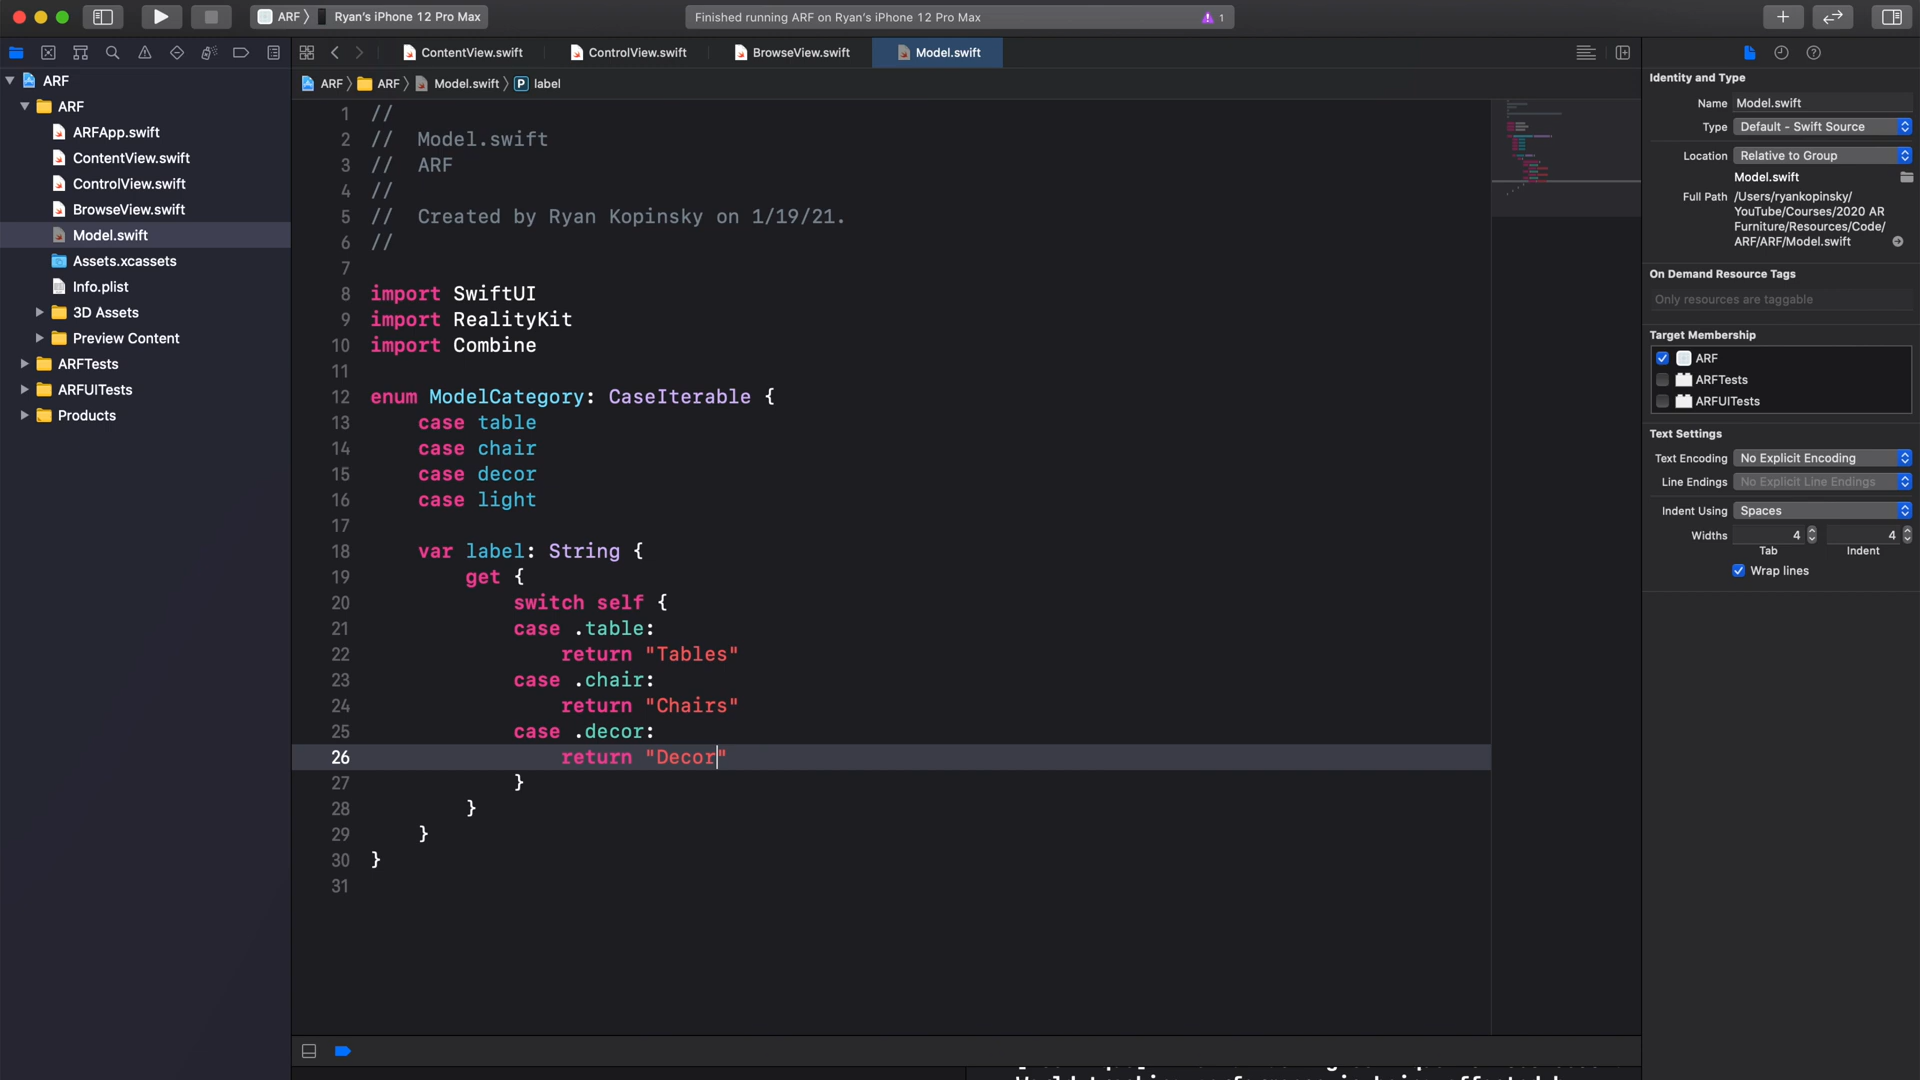 ARF 〉 Ryan's iPhone 12 Pro Max
Finished running ARF on Ryan's iPhone 12 Pro Max
1
ContentView.swift
ControlView.swift
BrowseView.swift
Model.swift
ARF
ARF
ARFApp.swift
ContentView.swift
ControlView.swift
BrowseView.swift
Model.swift
Assets.xcassets
Info.plist
3D Assets
Preview Content
ARFTests
ARFUITests
Products
ARF 〉 ARF 〉 Model.swift 〉 P label
1 //
2 //  Model.swift
3 //  ARF
4 //
5 //  Created by Ryan Kopinsky on 1/19/21.
6 //
7
8 import SwiftUI
9 import RealityKit
10 import Combine
11
12 enum ModelCategory: CaseIterable {
13     case table
14     case chair
15     case decor
16     case light
17
18     var label: String {
19         get {
20             switch self {
21             case .table:
22                 return "Tables"
23             case .chair:
24                 return "Chairs"
25             case .decor:
26                 return "Decor"
27             }
28         }
29     }
30 }
31
Identity and Type
Name Model.swift
Type Default - Swift Source
Location Relative to Group
Model.swift
Full Path /Users/ryankopinsky/
YouTube/Courses/2020 AR
Furniture/Resources/Code/
ARF/ARF/Model.swift
On Demand Resource Tags
Only resources are taggable
Target Membership
ARF
ARFTests
ARFUITests
Text Settings
Text Encoding No Explicit Encoding
Line Endings No Explicit Line Endings
Indent Using Spaces
Widths 4 4
Tab Indent
Wrap lines